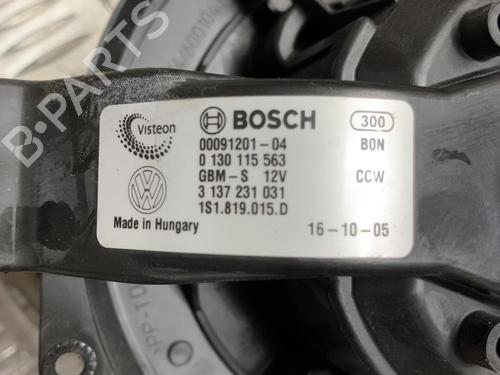 Visteon
BOSCH
300
00091201-04
BON
0 130 115 563
GBM-S 12V
CCW
3 137 231 031
1S1.819.015.D
Made in Hungary
16-10-05
B-PARTS